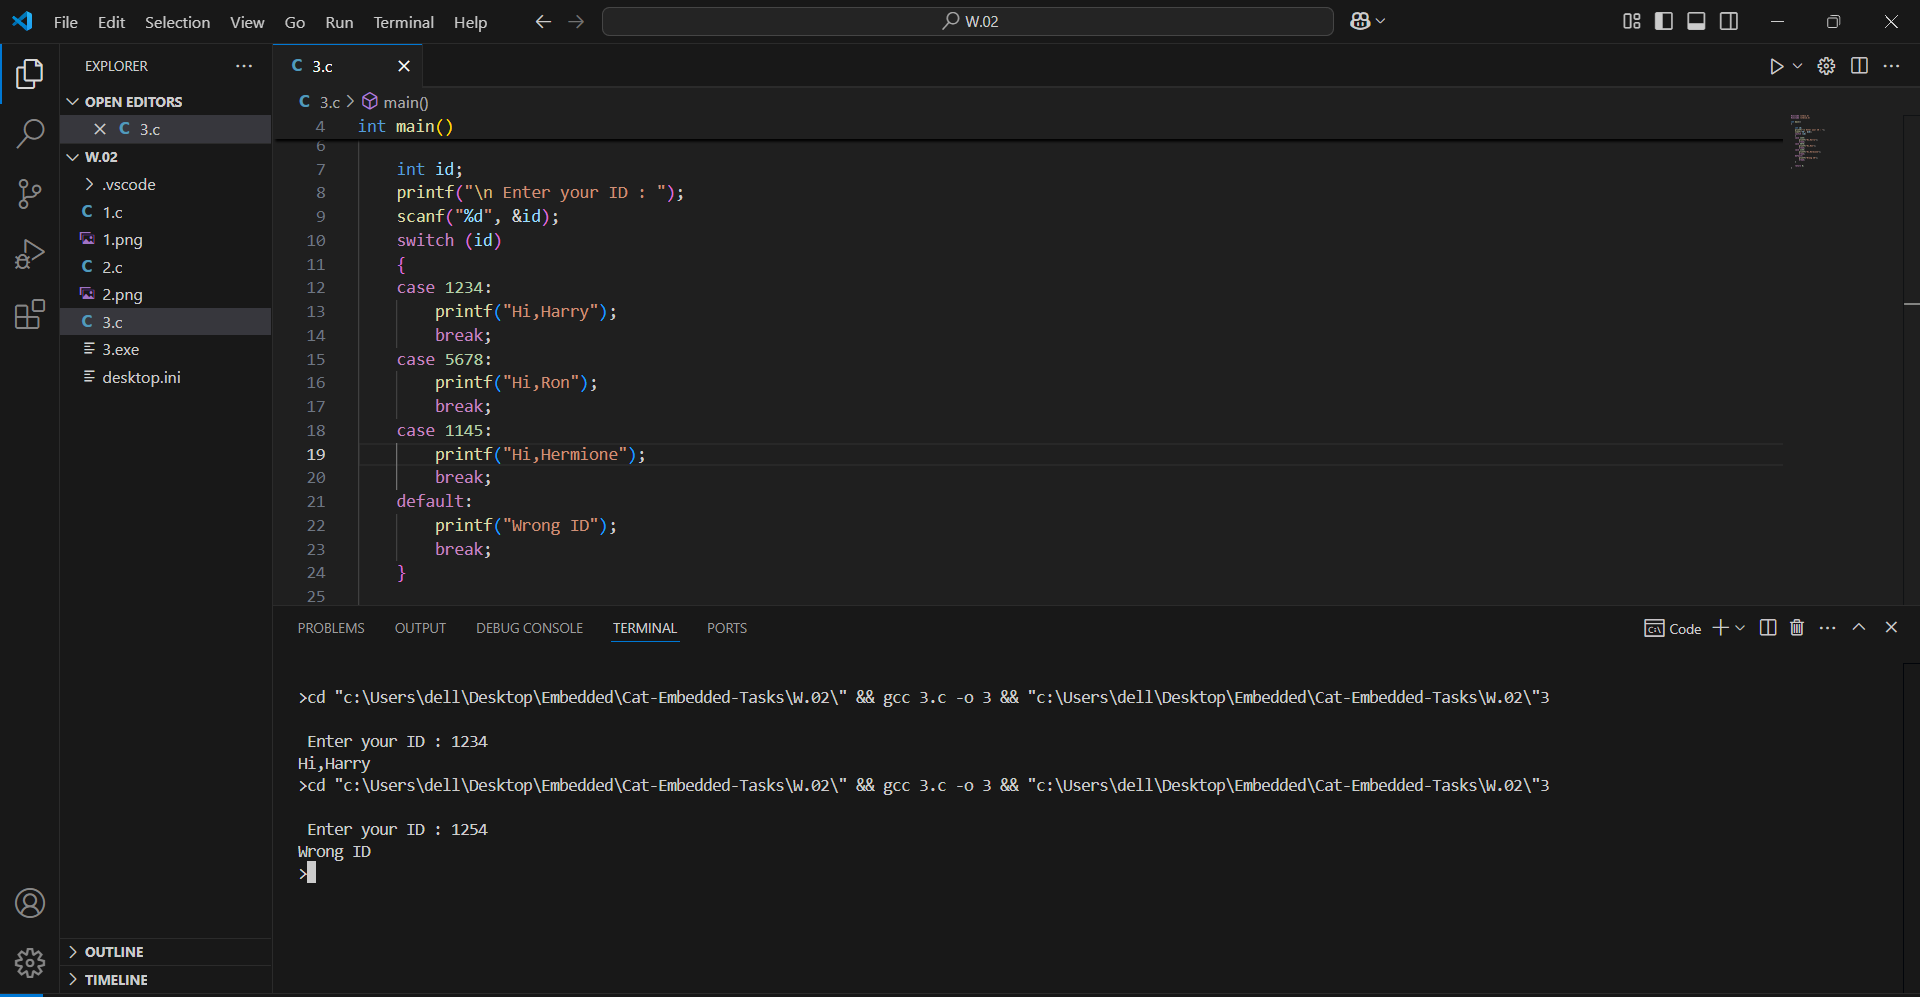 File Edit Selection View Go Run Terminal Help
W.02
EXPLORER
OPEN EDITORS
3.c
W.02
.vscode
1.c
1.png
2.c
2.png
3.c
3.exe
desktop.ini
OUTLINE
TIMELINE
3.c
3.c > main()
4 int main()
6
7 int id;
8 printf("\n Enter your ID : ");
9 scanf("%d", &id);
10 switch (id)
11 {
12 case 1234:
13 printf("Hi,Harry");
14 break;
15 case 5678:
16 printf("Hi,Ron");
17 break;
18 case 1145:
19 printf("Hi,Hermione");
20 break;
21 default:
22 printf("Wrong ID");
23 break;
24 }
25
PROBLEMS OUTPUT DEBUG CONSOLE TERMINAL PORTS
Code
>cd "c:\Users\dell\Desktop\Embedded\Cat-Embedded-Tasks\W.02\" && gcc 3.c -o 3 && "c:\Users\dell\Desktop\Embedded\Cat-Embedded-Tasks\W.02\"3
Enter your ID : 1234
Hi,Harry
>cd "c:\Users\dell\Desktop\Embedded\Cat-Embedded-Tasks\W.02\" && gcc 3.c -o 3 && "c:\Users\dell\Desktop\Embedded\Cat-Embedded-Tasks\W.02\"3
Enter your ID : 1254
Wrong ID
>